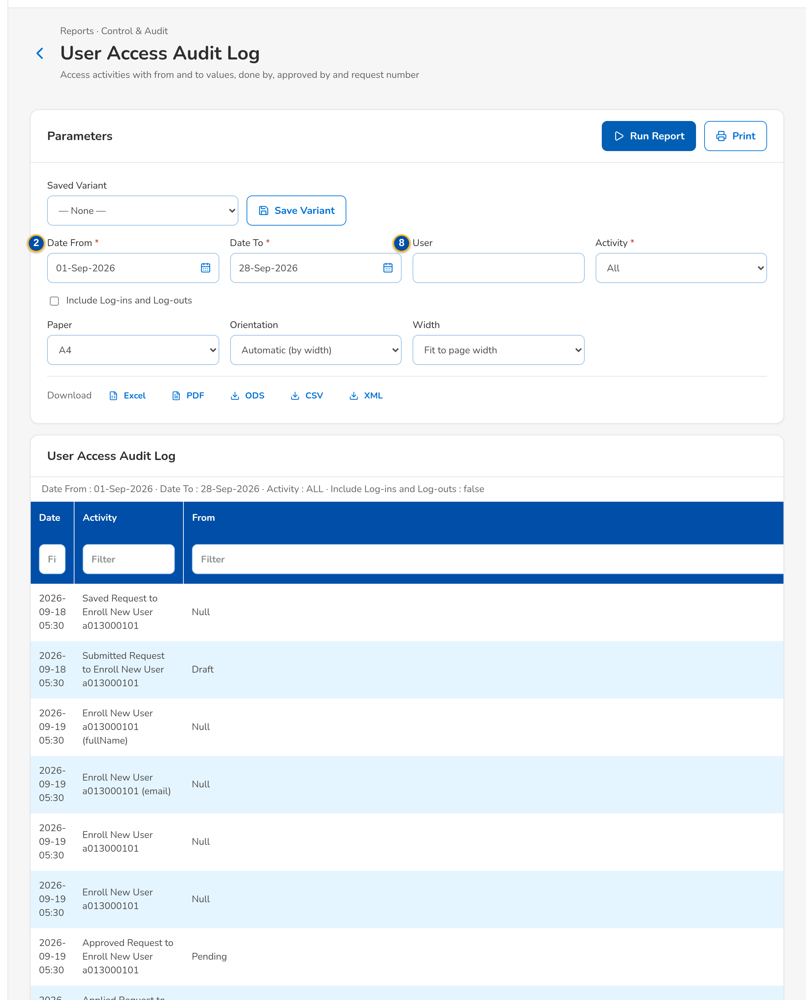 Reports · Control & Audit
User Access Audit Log
Access activities with from and to values, done by, approved by and request number
Parameters
Run Report
Print
Saved Variant
— None —
Save Variant
2
Date From *
Date To *
8
User
Activity *
01-Sep-2026
28-Sep-2026
All
Include Log-ins and Log-outs
Paper
Orientation
Width
A4
Automatic (by width)
Fit to page width
Download
Excel
PDF
ODS
CSV
XML
User Access Audit Log
Date From : 01-Sep-2026 · Date To : 28-Sep-2026 · Activity : ALL · Include Log-ins and Log-outs : false
Date
Activity
From
Fi
Filter
Filter
2026-
09-18
05:30
Saved Request to
Enroll New User
a013000101
Null
2026-
09-18
05:30
Submitted Request
to Enroll New User
a013000101
Draft
2026-
09-19
05:30
Enroll New User
a013000101
(fullName)
Null
2026-
09-19
05:30
Enroll New User
a013000101 (email)
Null
2026-
09-19
05:30
Enroll New User
a013000101
Null
2026-
09-19
05:30
Enroll New User
a013000101
Null
2026-
09-19
05:30
Approved Request to
Enroll New User
a013000101
Pending
2026-
Applied Request to